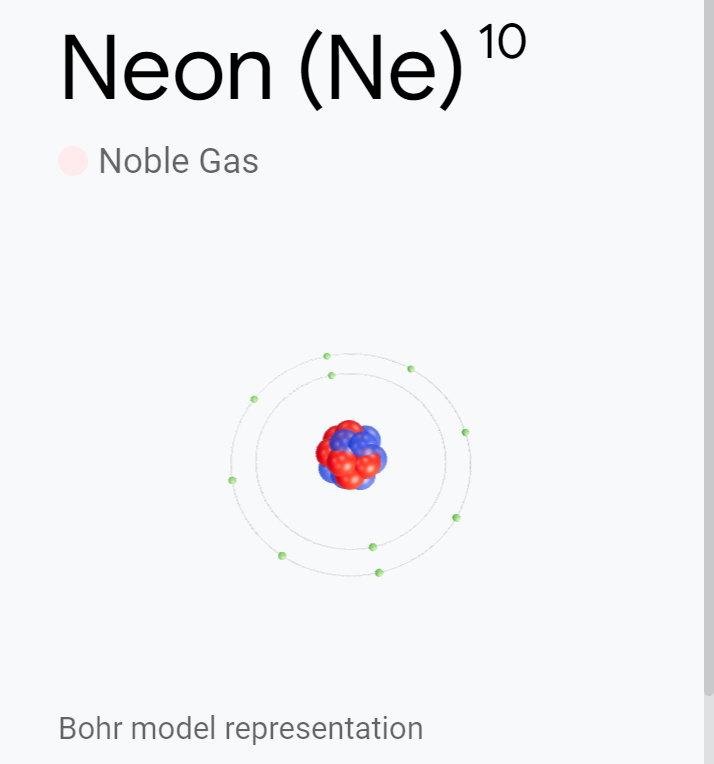 Neon (Ne)¹⁰
Noble Gas
Bohr model representation